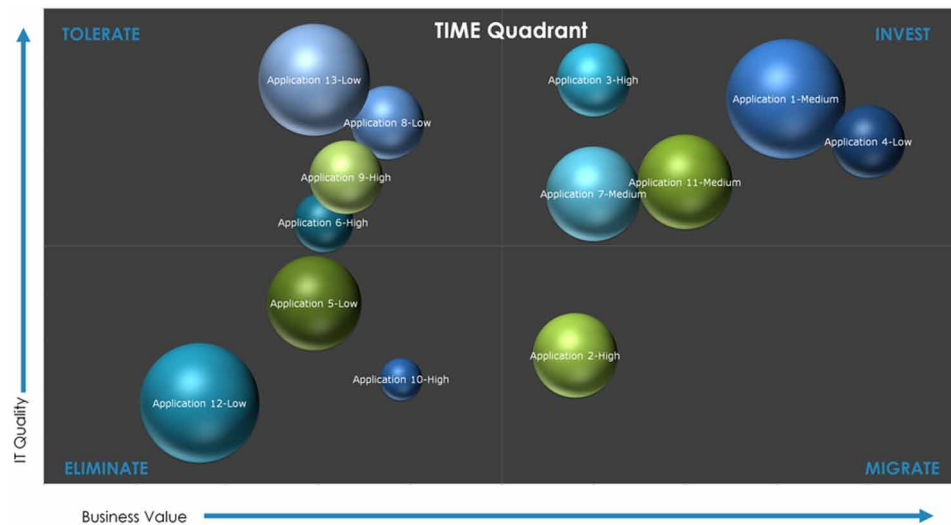 TOLERATE
TIME Quadrant
INVEST
Application 13-Low
Application 3-High
Application 1-Medium
Application 8-Low
Application 4-Low
Application 9-High
Application 7-Medium
Application 11-Medium
Application 6-High
Application 5-Low
Application 2-High
Application 10-High
Application 12-Low
IT Quality
ELIMINATE
MIGRATE
Business Value